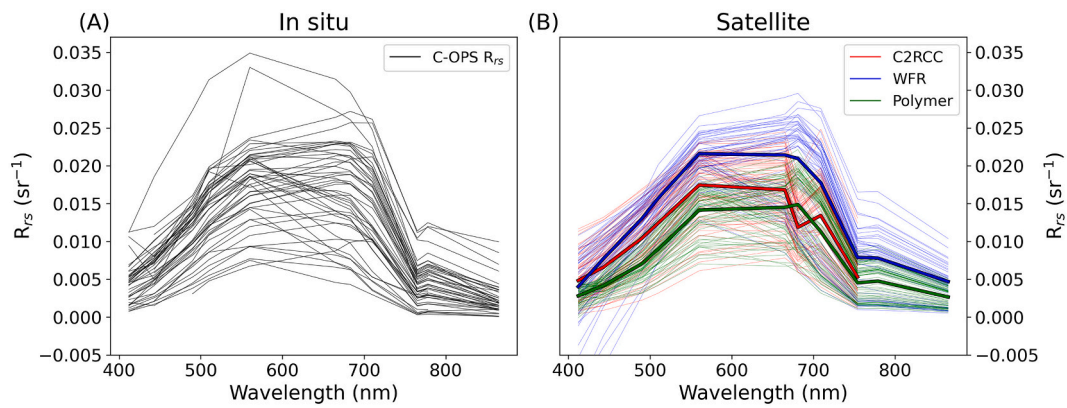 (A) In situ
(B) Satellite
C-OPS Rrs
C2RCC
WFR
Polymer
0.035
0.030
0.025
0.020
0.015
0.010
0.005
0.000
−0.005
Rrs (sr−1)
400 500 600 700 800
Wavelength (nm)
400 500 600 700 800
Wavelength (nm)
0.035
0.030
0.025
0.020
0.015
0.010
0.005
0.000
−0.005
Rrs (sr−1)